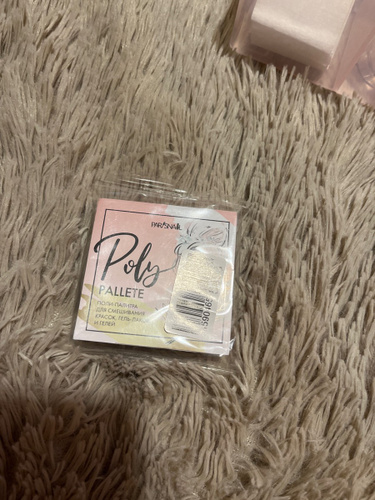 PARISNAIL
Poly
PALLETE
ПОЛИ-ПАЛИТРА
ДЛЯ СМЕШИВАНИЯ
КРАСОК, ГЕЛЬ-ЛАКОВ
И ГЕЛЕЙ